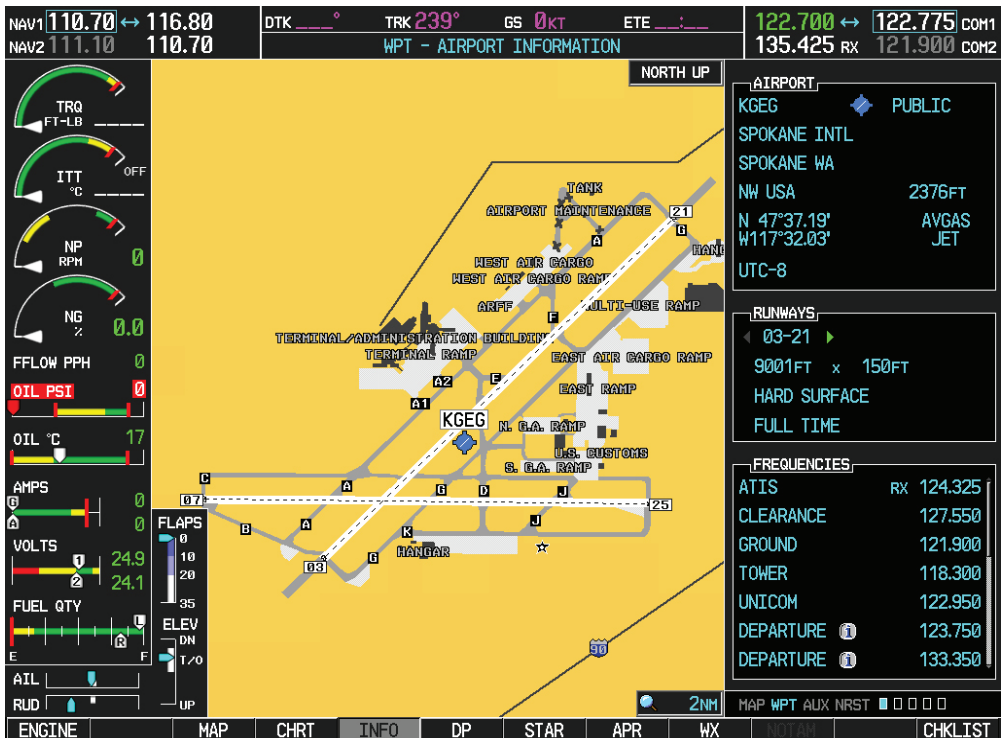 NAV1 110.70 ↔ 116.80
NAV2 111.10 110.70
DTK ___° TRK 239° GS 0KT ETE __:__
WPT - AIRPORT INFORMATION
122.700 ↔ 122.775 COM1
135.425 RX 121.900 COM2
TRQ
FT-LB ____
ITT
°C ____
OFF
NP
RPM 0
NG
% 0.0
FFLOW PPH 0
OIL PSI 0
OIL °C 17
AMPS 0
G
A 0
VOLTS
1 24.9
2 24.1
FUEL QTY
L
R
E F
AIL
RUD
FLAPS
0
10
20
35
ELEV
DN
T/O
UP
NORTH UP
TANK
AIRPORT MAINTENANCE
21
G
A
HANG
WEST AIR CARGO
WEST AIR CARGO RAMP
ARFF
MULTI-USE RAMP
F
TERMINAL/ADMINISTRATION BUILDING
TERMINAL RAMP
EAST AIR CARGO RAMP
A2
E
EAST RAMP
A1
KGEG
N. G.A. RAMP
U.S. CUSTOMS
S. G.A. RAMP
C
A
G
D
J
07
25
B
A
K
J
HANGAR
03
G
90
2NM
AIRPORT
KGEG PUBLIC
SPOKANE INTL
SPOKANE WA
NW USA 2376FT
N 47°37.19' AVGAS
W117°32.03' JET
UTC-8
RUNWAYS
03-21
9001FT x 150FT
HARD SURFACE
FULL TIME
FREQUENCIES
ATIS RX 124.325
CLEARANCE 127.550
GROUND 121.900
TOWER 118.300
UNICOM 122.950
DEPARTURE i 123.750
DEPARTURE i 133.350
MAP WPT AUX NRST
ENGINE MAP CHRT INFO DP STAR APR WX NOTAM CHKLIST